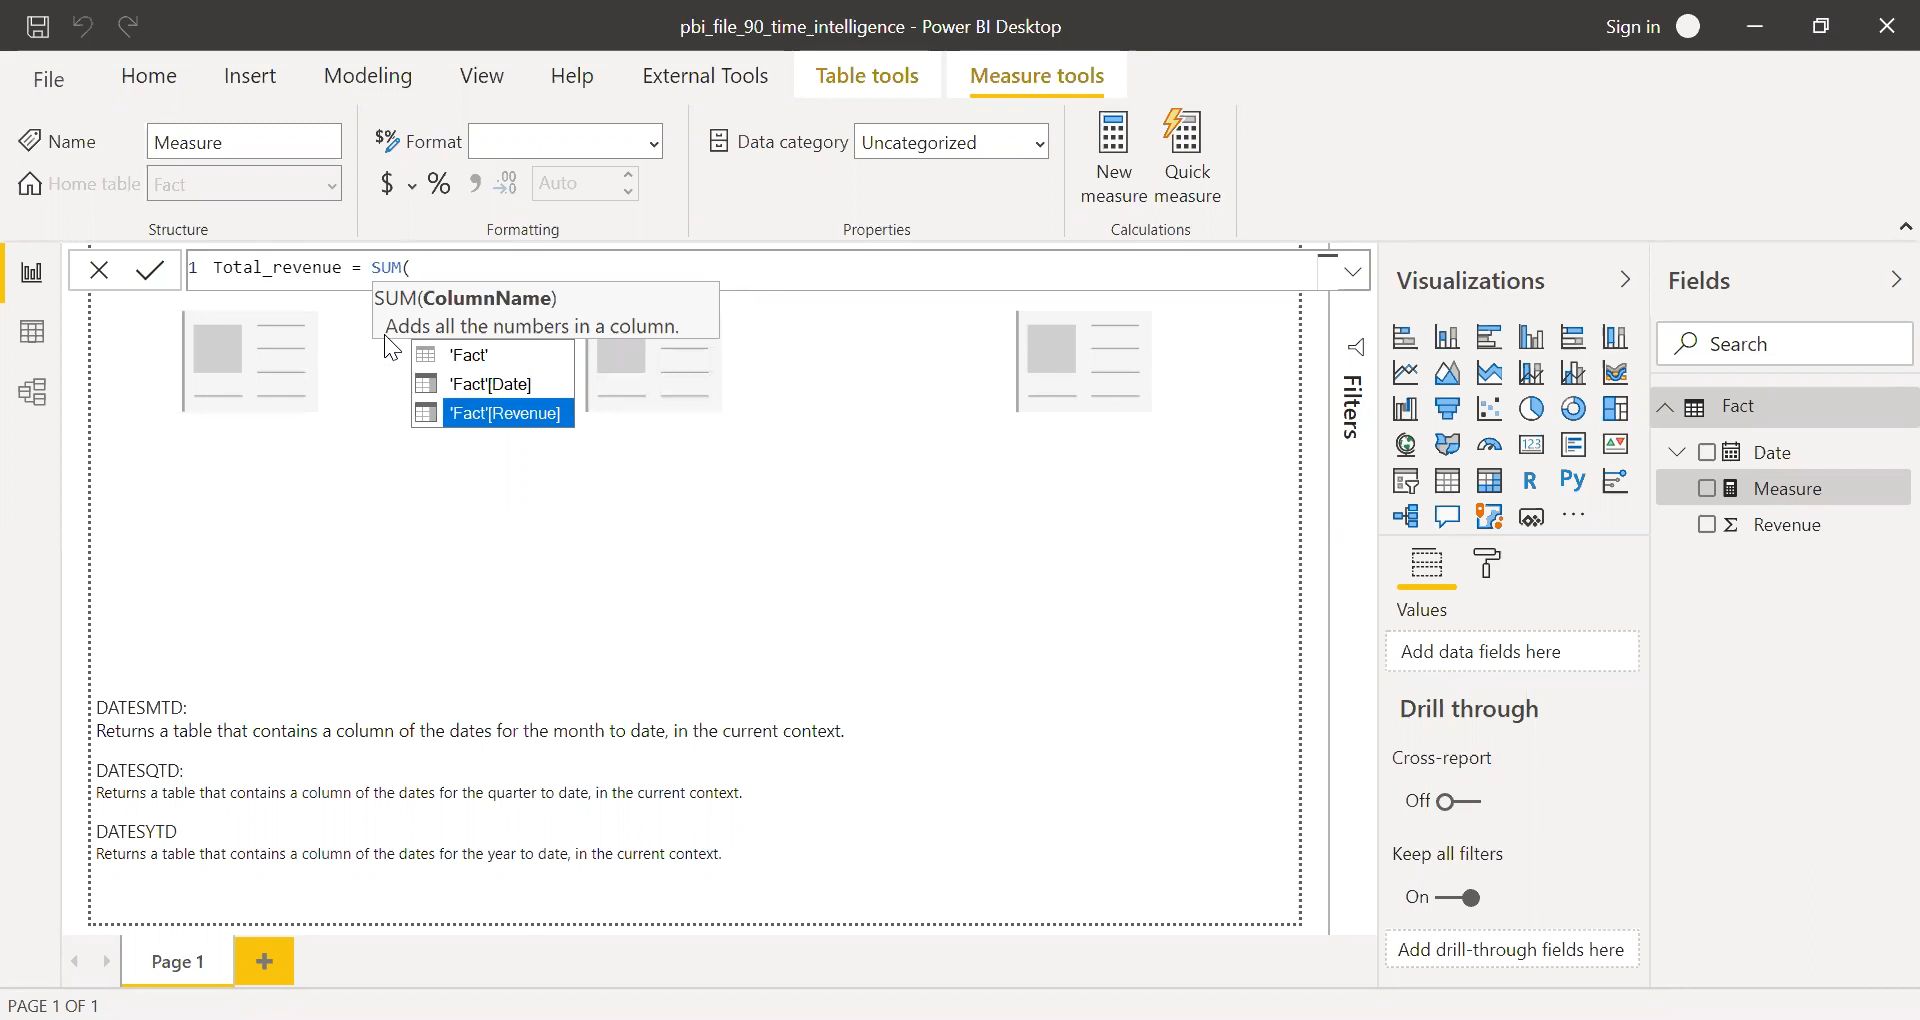 pbi_file_90_time_intelligence - Power BI Desktop
Sign in
File Home Insert Modeling View Help External Tools Table tools Measure tools
Name Measure
Home table Fact
Structure
$% Format
$ % 9 .00 Auto
Formatting
Data category Uncategorized
Properties
New measure
Quick measure
Calculations
1 Total_revenue = SUM(
SUM(ColumnName)
Adds all the numbers in a column.
'Fact'
'Fact'[Date]
'Fact'[Revenue]
DATESMTD:
Returns a table that contains a column of the dates for the month to date, in the current context.
DATESQTD:
Returns a table that contains a column of the dates for the quarter to date, in the current context.
DATESYTD
Returns a table that contains a column of the dates for the year to date, in the current context.
Filters
Visualizations
123
R Py
Values
Add data fields here
Drill through
Cross-report
Off
Keep all filters
On
Add drill-through fields here
Fields
Search
Fact
Date
Measure
Σ Revenue
Page 1
PAGE 1 OF 1